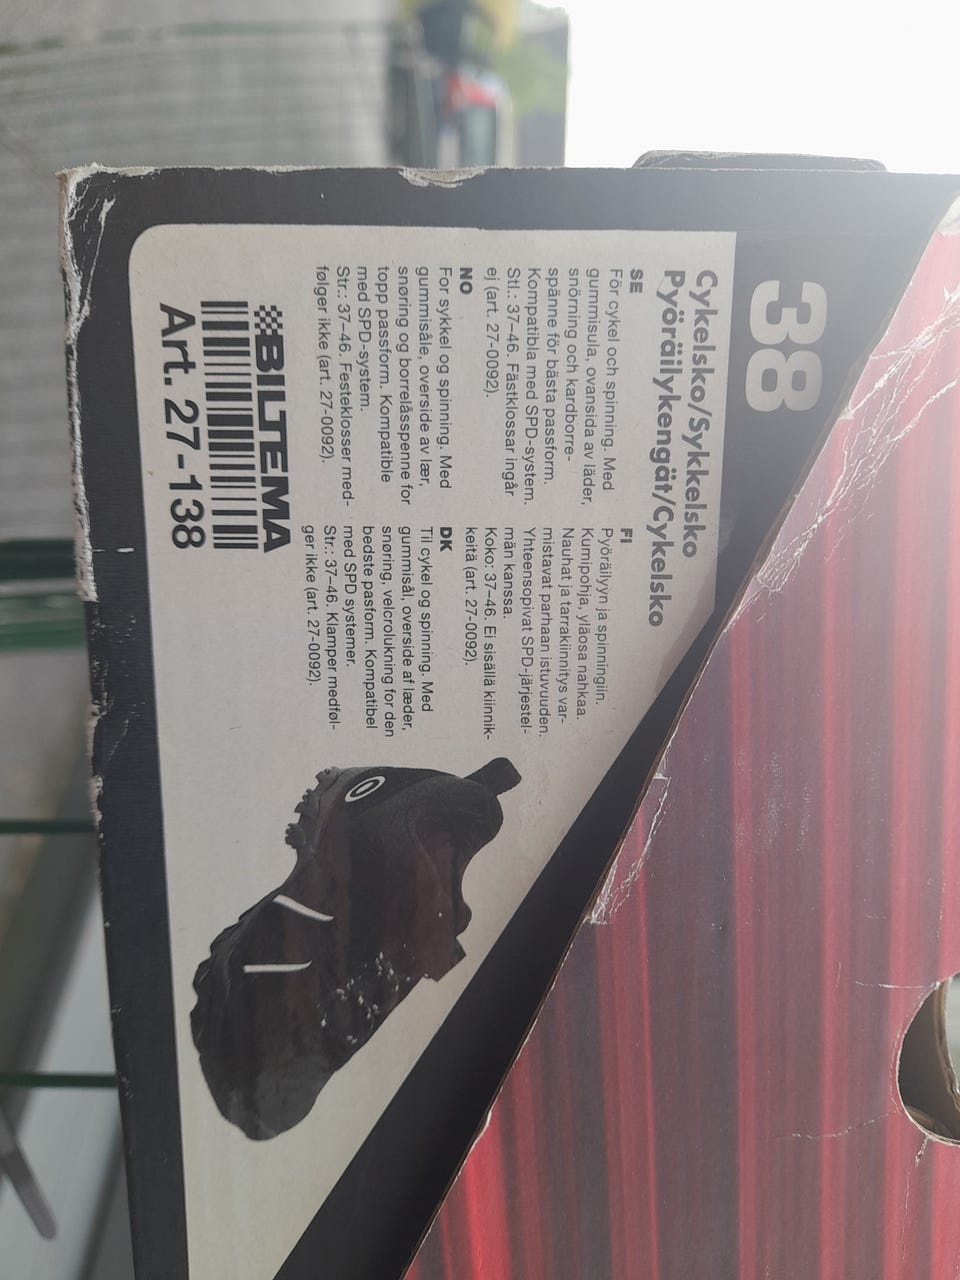 38
Cykelsko/Sykkelsko
Pyöräilykengät/Cykelsko
SE
För cykel och spinning. Med
gummisula, ovansida av läder,
snörning och kardborre-
spänne för bästa passform.
Kompatibla med SPD-system.
Stl.: 37–46. Fästklossar ingår
ej (art. 27-0092).
NO
For sykkel og spinning. Med
gummisåle, overside av lær,
snøring og borrelåsspenne for
topp passform. Kompatible
med SPD-system.
Str.: 37–46. Festeklosser med-
følger ikke (art. 27-0092).
FI
Pyöräilyyn ja spinningiin.
Kumipohja, yläosa nahkaa.
Nauhat ja tarrakiinnitys var-
mistavat parhaan istuvuuden.
Yhteensopivat SPD-järjestel-
män kanssa.
Koko: 37–46. Ei sisällä kiinnik-
keitä (art. 27-0092).
DK
Til cykel og spinning. Med
gummisål, overside af læder,
snøring, velcrolukning for den
bedste pasform. Kompatibel
med SPD systemer.
Str.: 37–46. Klamper medføl-
ger ikke (art. 27-0092).
BILTEMA
Art. 27-138